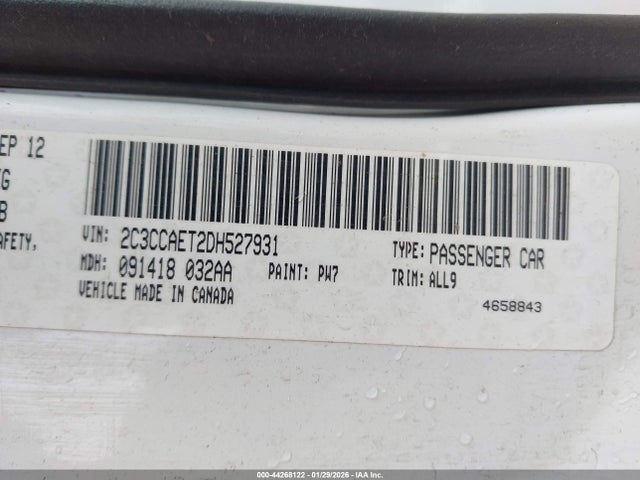 EP 12
G
B
AFETY,
VIN: 2C3CCAET2DH527931
MDH: 091418 032AA PAINT: PW7
VEHICLE MADE IN CANADA
TYPE: PASSENGER CAR
TRIM: ALL9
4658843
000-44268122 - 01/29/2026 - IAA Inc.